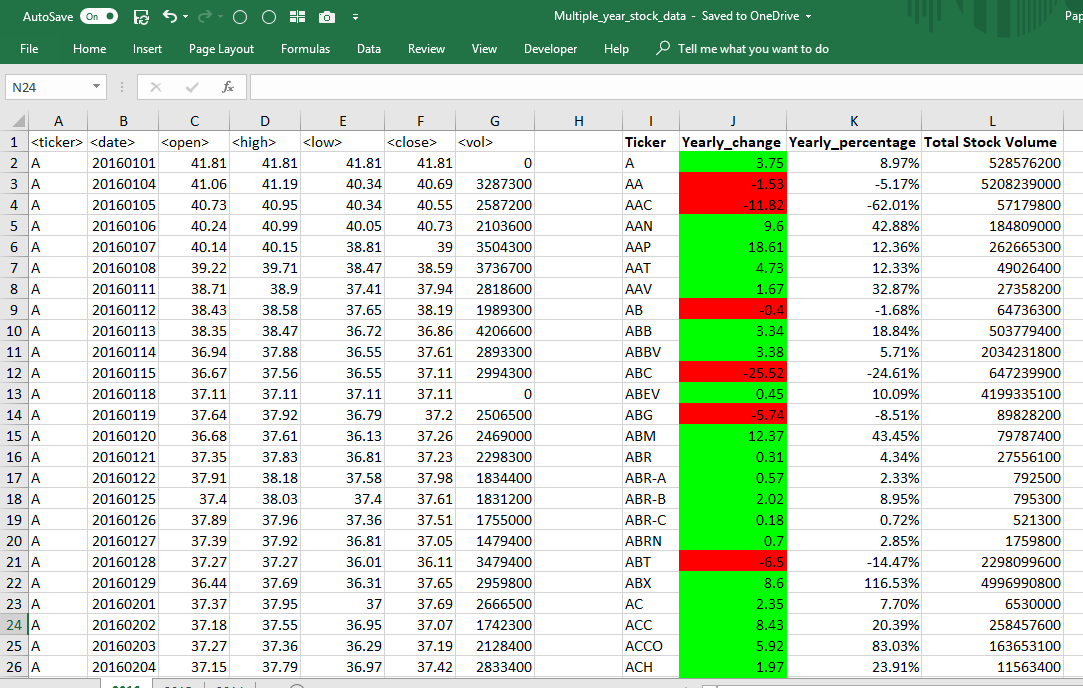 AutoSave On Multiple_year_stock_data - Saved to OneDrive
File Home Insert Page Layout Formulas Data Review View Developer Help Tell me what you want to do
N24 fx
A B C D E F G H I J K L
1 <ticker> <date> <open> <high> <low> <close> <vol> Ticker Yearly_change Yearly_percentage Total Stock Volume
2 A 20160101 41.81 41.81 41.81 41.81 0 A 3.75 8.97% 528576200
3 A 20160104 41.06 41.19 40.34 40.69 3287300 AA -1.53 -5.17% 5208239000
4 A 20160105 40.73 40.95 40.34 40.55 2587200 AAC -11.82 -62.01% 57179800
5 A 20160106 40.24 40.99 40.05 40.73 2103600 AAN 9.6 42.88% 184809000
6 A 20160107 40.14 40.15 38.81 39 3504300 AAP 18.61 12.36% 262665300
7 A 20160108 39.22 39.71 38.47 38.59 3736700 AAT 4.73 12.33% 49026400
8 A 20160111 38.71 38.9 37.41 37.94 2818600 AAV 1.67 32.87% 27358200
9 A 20160112 38.43 38.58 37.65 38.19 1989300 AB -0.4 -1.68% 64736300
10 A 20160113 38.35 38.47 36.72 36.86 4206600 ABB 3.34 18.84% 503779400
11 A 20160114 36.94 37.88 36.55 37.61 2893300 ABBV 3.38 5.71% 2034231800
12 A 20160115 36.67 37.56 36.55 37.11 2994300 ABC -25.52 -24.61% 647239900
13 A 20160118 37.11 37.11 37.11 37.11 0 ABEV 0.45 10.09% 4199335100
14 A 20160119 37.64 37.92 36.79 37.2 2506500 ABG -5.74 -8.51% 89828200
15 A 20160120 36.68 37.61 36.13 37.26 2469000 ABM 12.37 43.45% 79787400
16 A 20160121 37.35 37.83 36.81 37.23 2298300 ABR 0.31 4.34% 27556100
17 A 20160122 37.91 38.18 37.58 37.98 1834400 ABR-A 0.57 2.33% 792500
18 A 20160125 37.4 38.03 37.4 37.61 1831200 ABR-B 2.02 8.95% 795300
19 A 20160126 37.89 37.96 37.36 37.51 1755000 ABR-C 0.18 0.72% 521300
20 A 20160127 37.39 37.92 36.81 37.05 1479400 ABRN 0.7 2.85% 1759800
21 A 20160128 37.27 37.27 36.01 36.11 3479400 ABT -6.5 -14.47% 2298099600
22 A 20160129 36.44 37.69 36.31 37.65 2959800 ABX 8.6 116.53% 4996990800
23 A 20160201 37.37 37.95 37 37.69 2666500 AC 2.35 7.70% 6530000
24 A 20160202 37.18 37.55 36.95 37.07 1742300 ACC 8.43 20.39% 258457600
25 A 20160203 37.27 37.36 36.29 37.19 2128400 ACCO 5.92 83.03% 163653100
26 A 20160204 37.15 37.79 36.97 37.42 2833400 ACH 1.97 23.91% 11563400